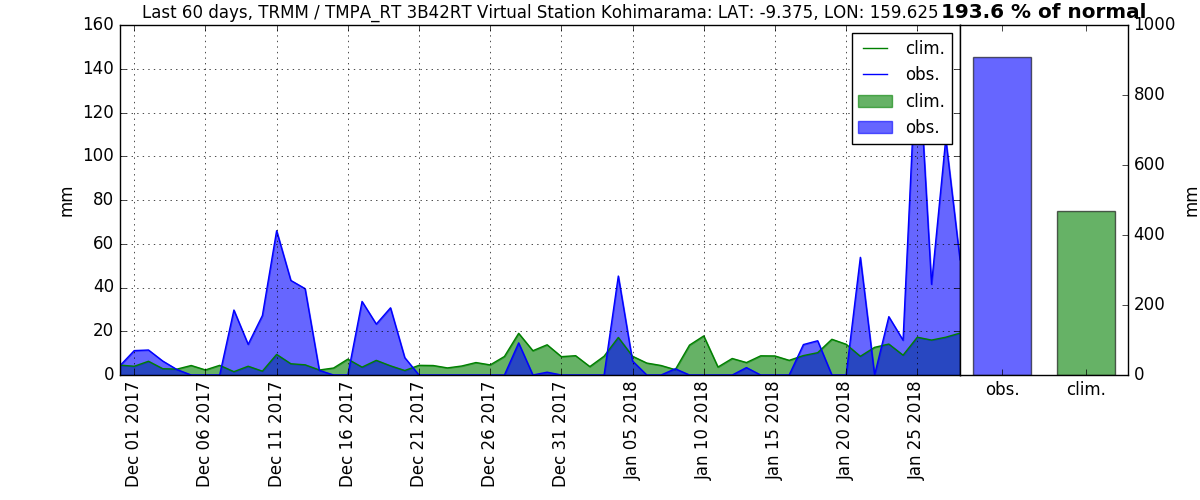 Last 60 days, TRMM / TMPA_RT 3B42RT Virtual Station Kohimarama: LAT: -9.375, LON: 159.625 193.6 % of normal
clim.
obs.
clim.
obs.
mm
160
140
120
100
80
60
40
20
0
1000
800
600
400
200
0
mm
Dec 01 2017
Dec 06 2017
Dec 11 2017
Dec 16 2017
Dec 21 2017
Dec 26 2017
Dec 31 2017
Jan 05 2018
Jan 10 2018
Jan 15 2018
Jan 20 2018
Jan 25 2018
obs.
clim.